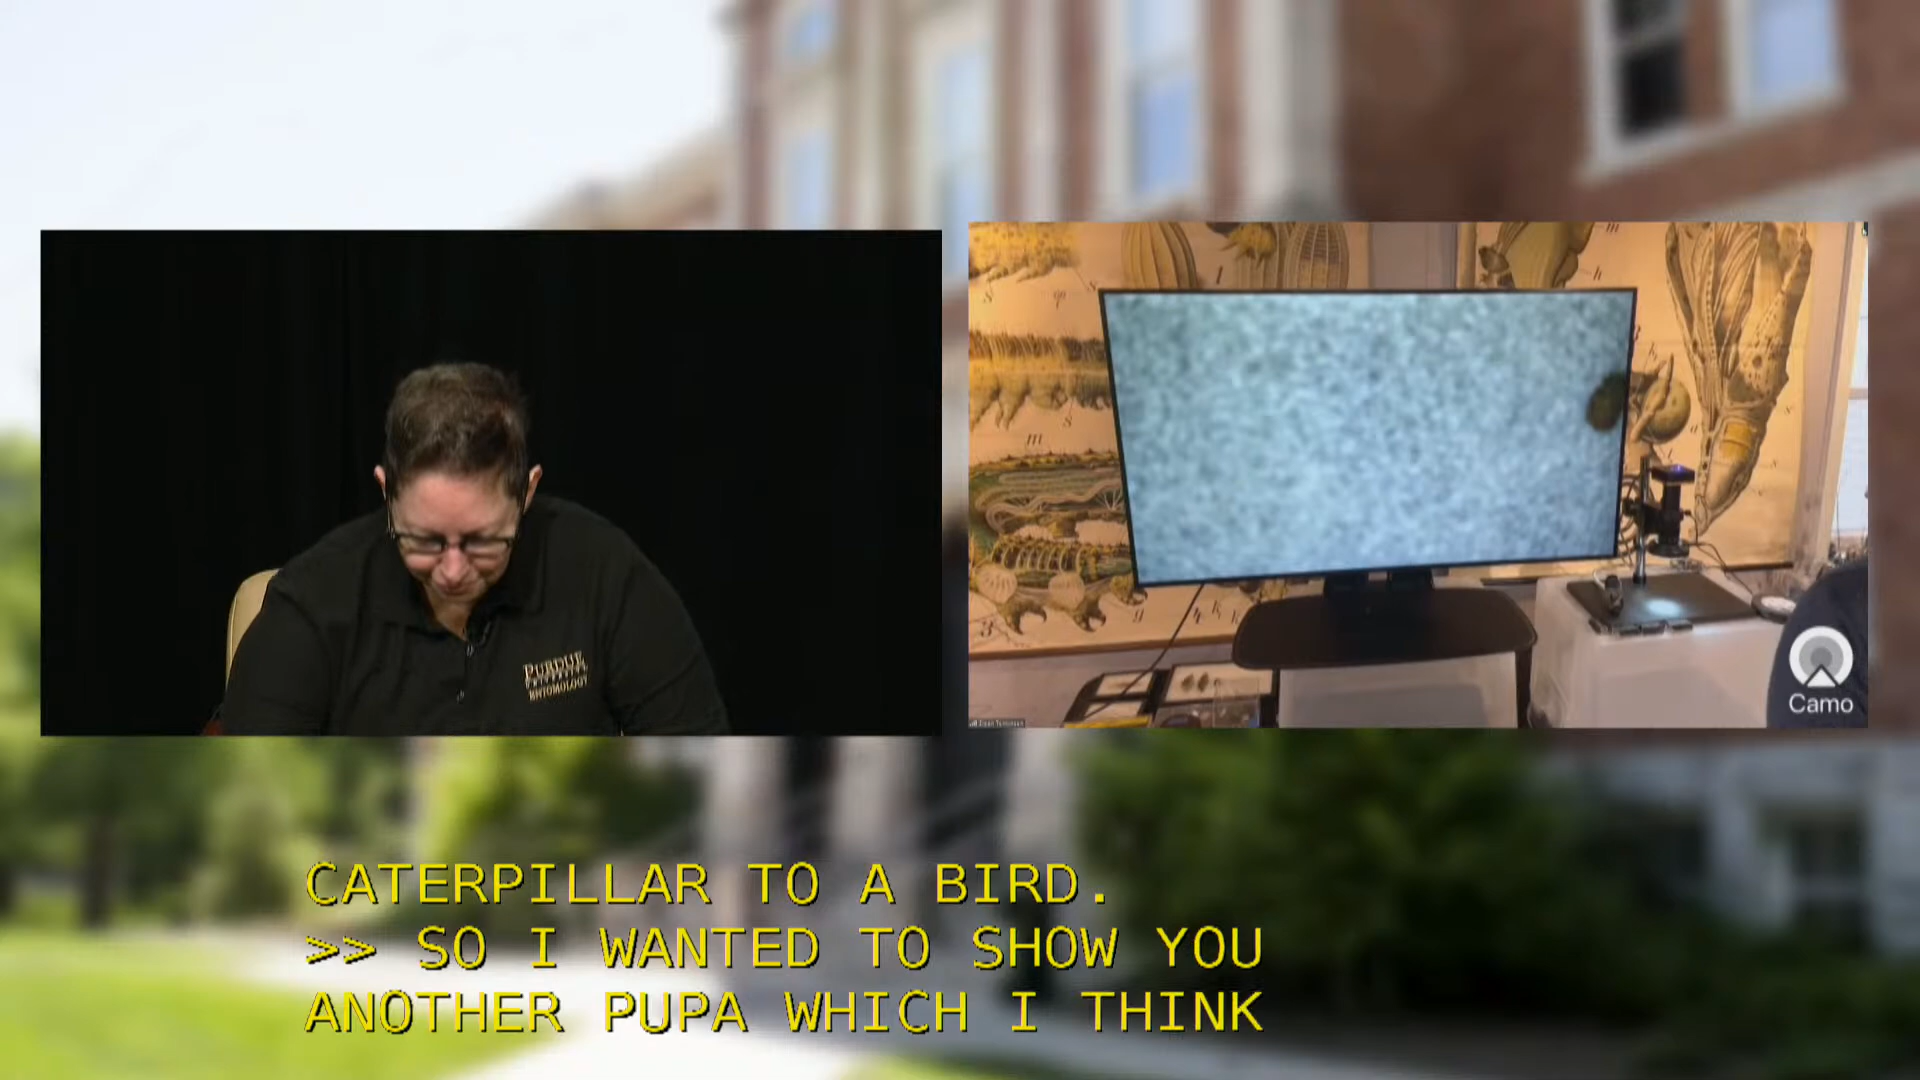 PURDUE
ENTOMOLOGY
Camo
CATERPILLAR TO A BIRD.
>> SO I WANTED TO SHOW YOU
ANOTHER PUPA WHICH I THINK